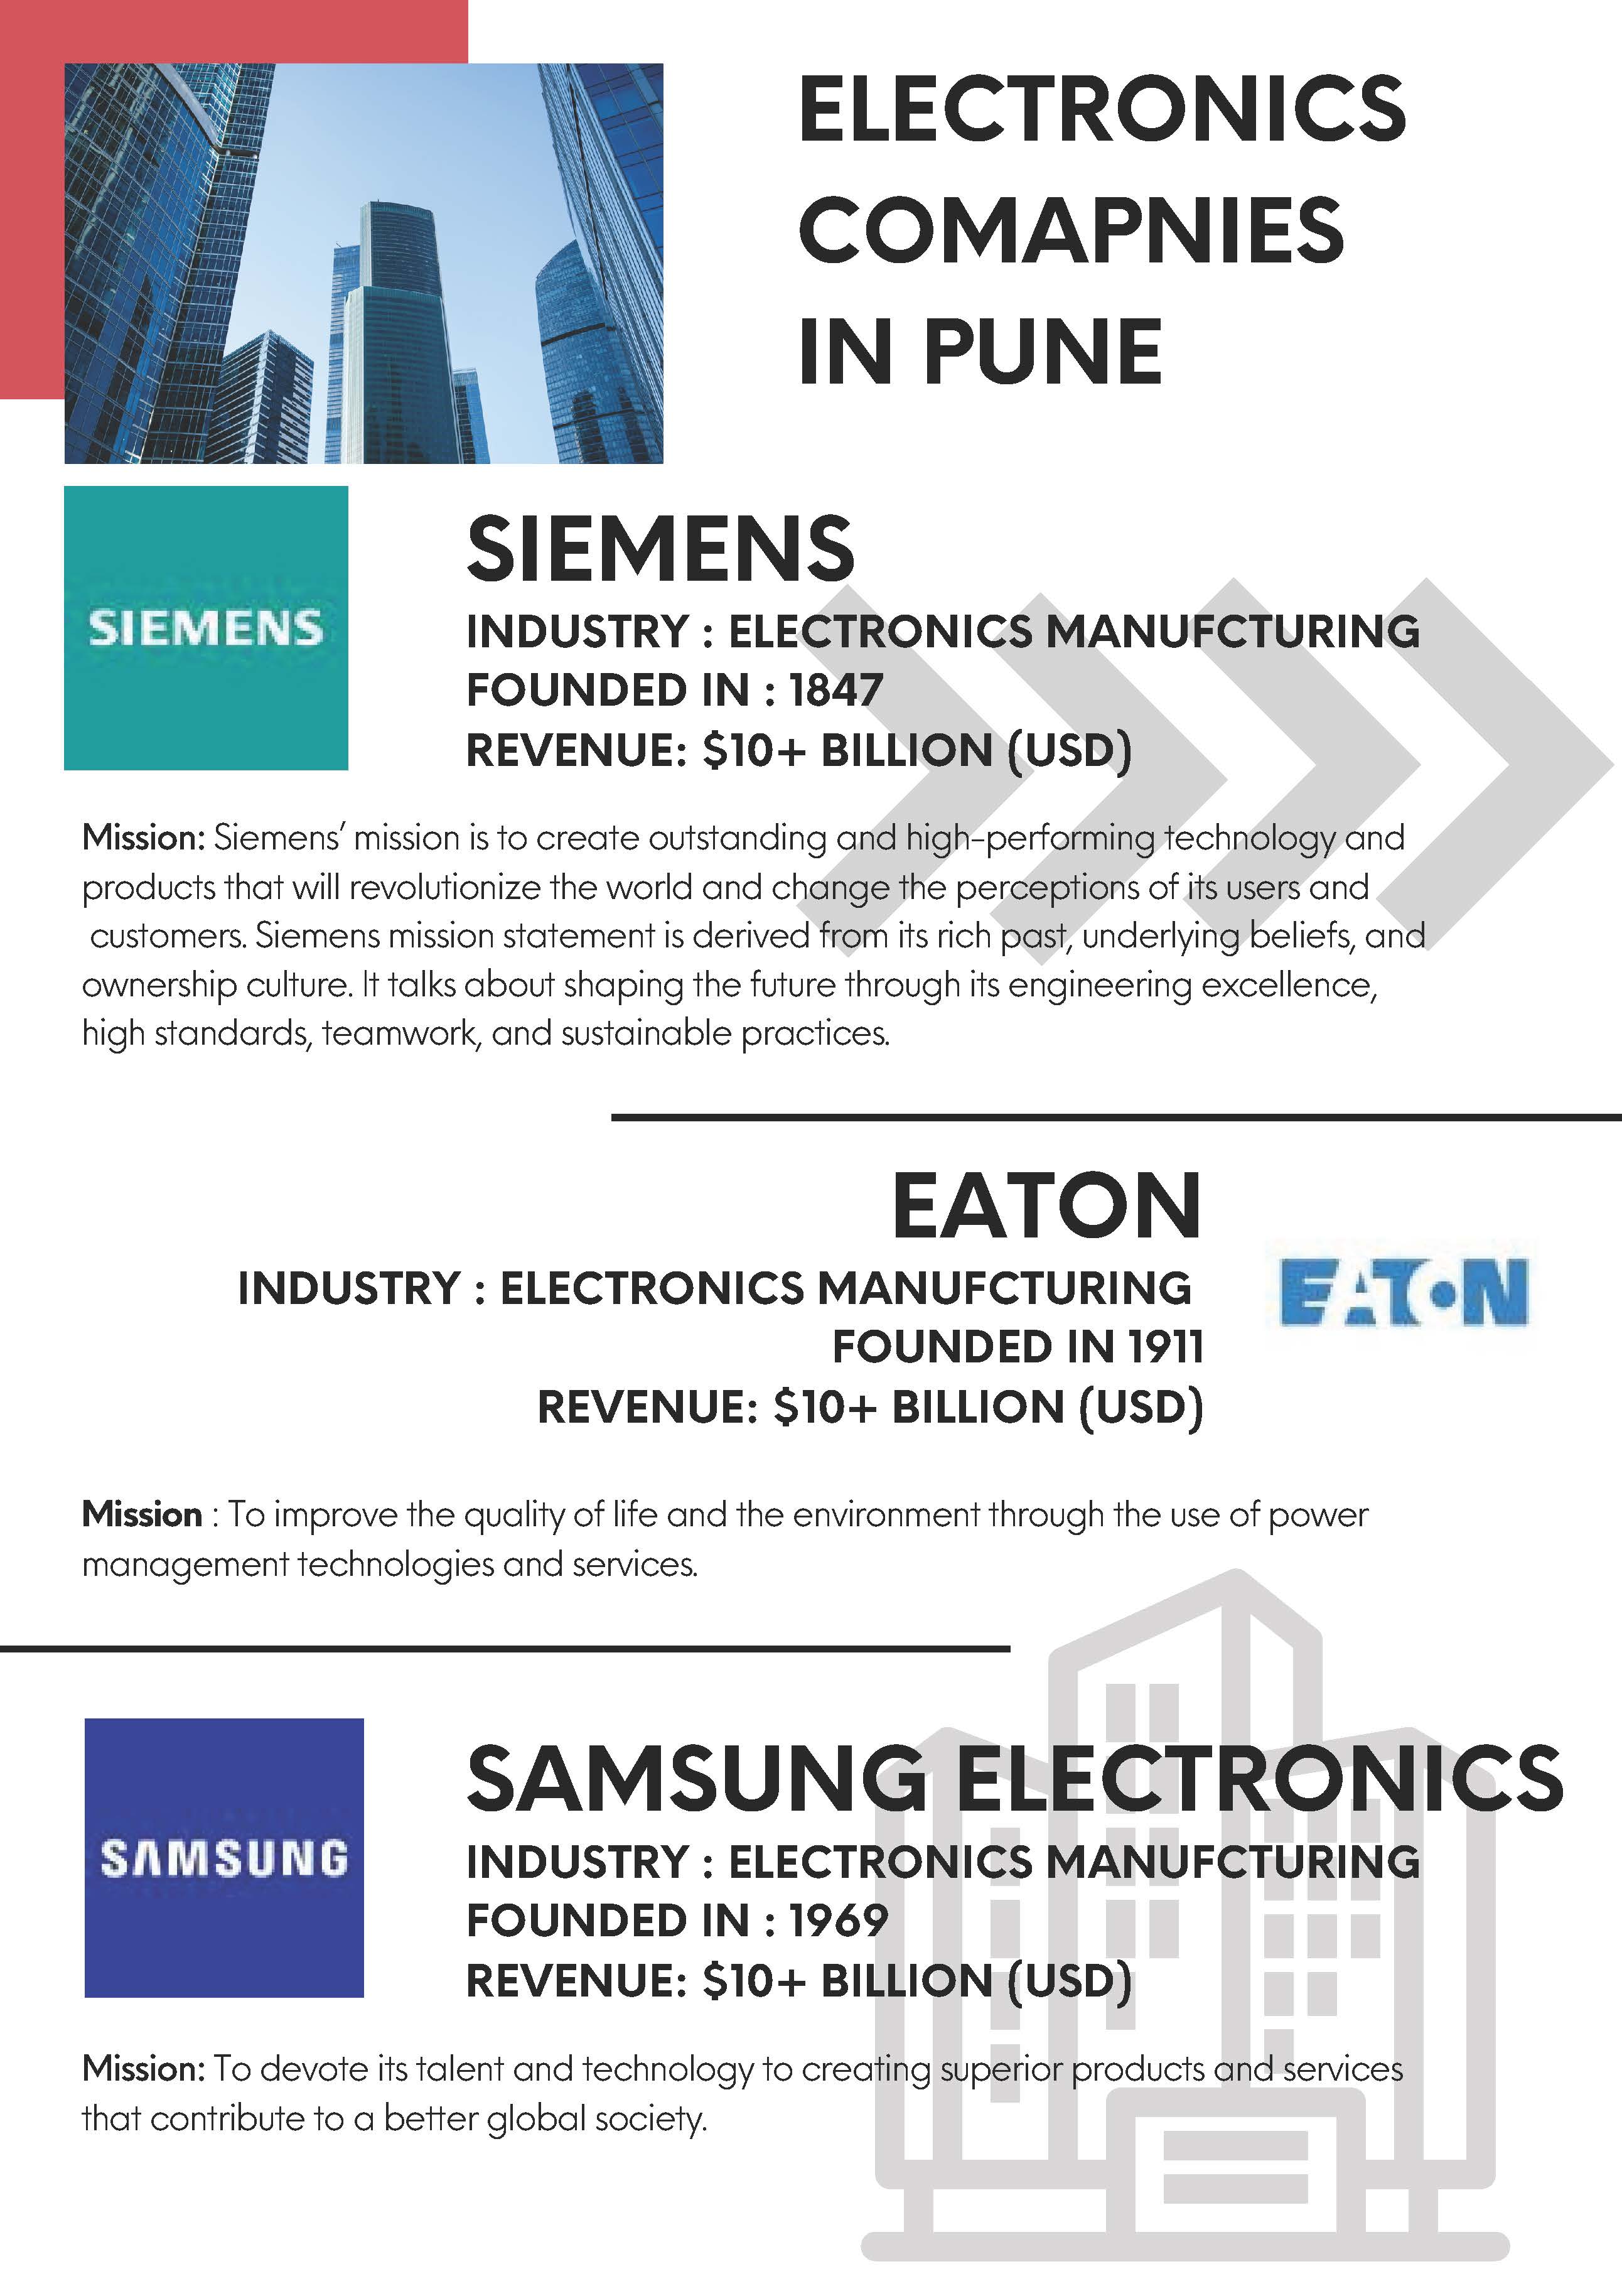 ELECTRONICS
COMAPNIES
IN PUNE
SIEMENS
SIEMENS
INDUSTRY : ELECTRONICS MANUFCTURING
FOUNDED IN : 1847
REVENUE: $10+ BILLION (USD)
Mission: Siemens' mission is to create outstanding and high-performing technology and
products that will revolutionize the world and change the perceptions of its users and
customers. Siemens mission statement is derived from its rich past, underlying beliefs, and
ownership culture. It talks about shaping the future through its engineering excellence,
high standards, teamwork, and sustainable practices.
EATON
INDUSTRY : ELECTRONICS MANUFCTURING
FOUNDED IN 1911
REVENUE: $10+ BILLION (USD)
EATON
Mission : To improve the quality of life and the environment through the use of power
management technologies and services.
SAMSUNG
SAMSUNG ELECTRONICS
INDUSTRY : ELECTRONICS MANUFCTURING
FOUNDED IN : 1969
REVENUE: $10+ BILLION (USD)
Mission: To devote its talent and technology to creating superior products and services
that contribute to a better global society.